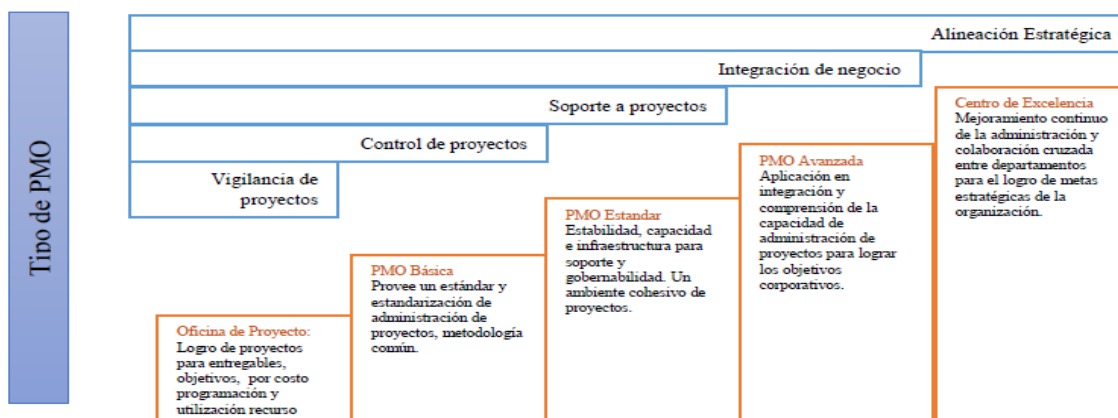 Tipo de PMO
Alineación Estratégica
Integración de negocio
Soporte a proyectos
Control de proyectos
Vigilancia de
proyectos
Oficina de Proyecto:
Logro de proyectos
para entregables,
objetivos, por costo
programación y
utilización recurso
PMO Básica
Provee un estándar y
estandarización de
administración de
proyectos, metodología
común.
PMO Estandar
Estabilidad, capacidad
e infraestructura para
soporte y
gobernabilidad. Un
ambiente cohesivo de
proyectos.
PMO Avanzada
Aplicación en
integración y
comprensión de la
capacidad de
administración de
proyectos para lograr
los objetivos
corporativos.
Centro de Excelencia
Mejoramiento continuo
de la administración y
colaboración cruzada
entre departamentos
para el logro de metas
estratégicas de la
organización.